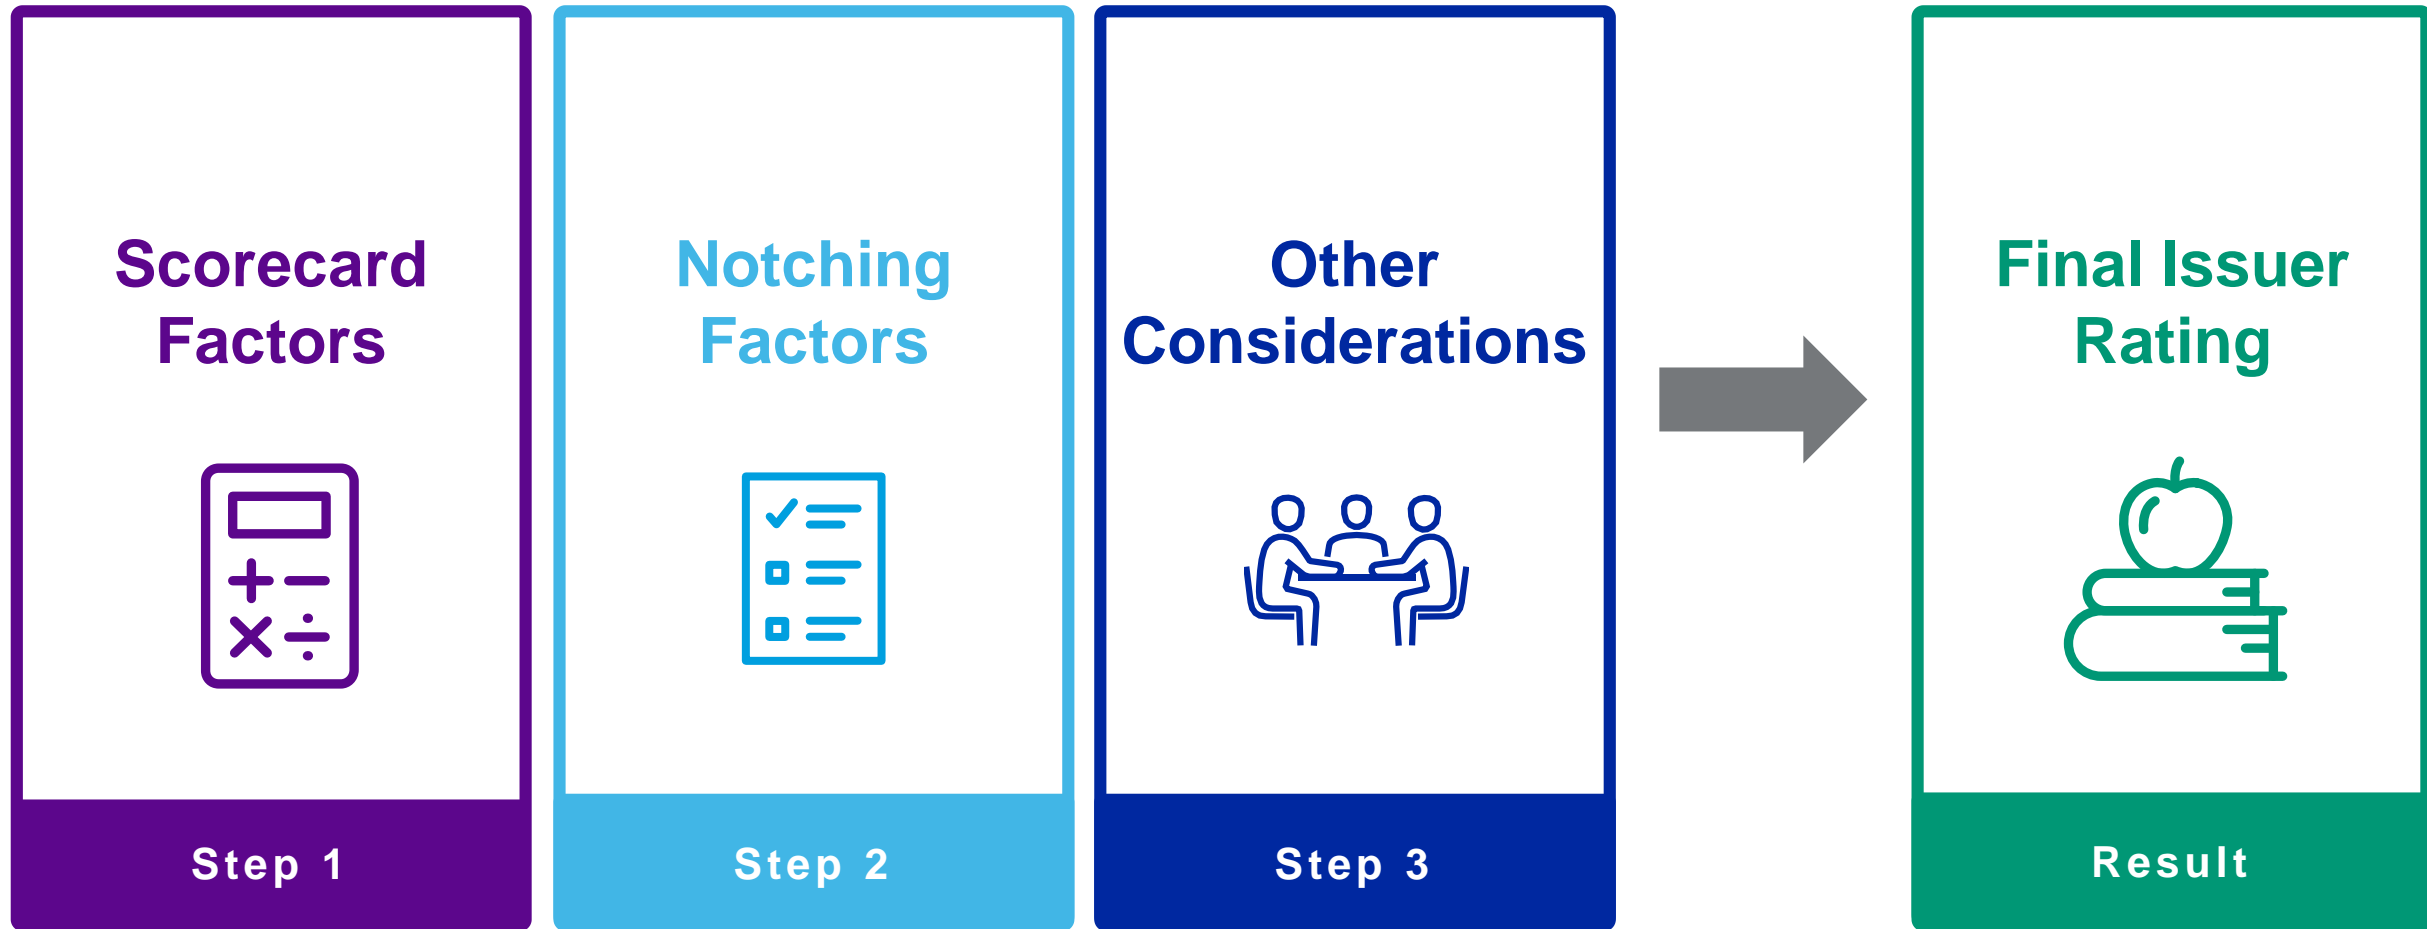 Scorecard
Factors
Step 1
Notching
Factors
Step 2
Other
Considerations
Step 3
Final Issuer
Rating
Result